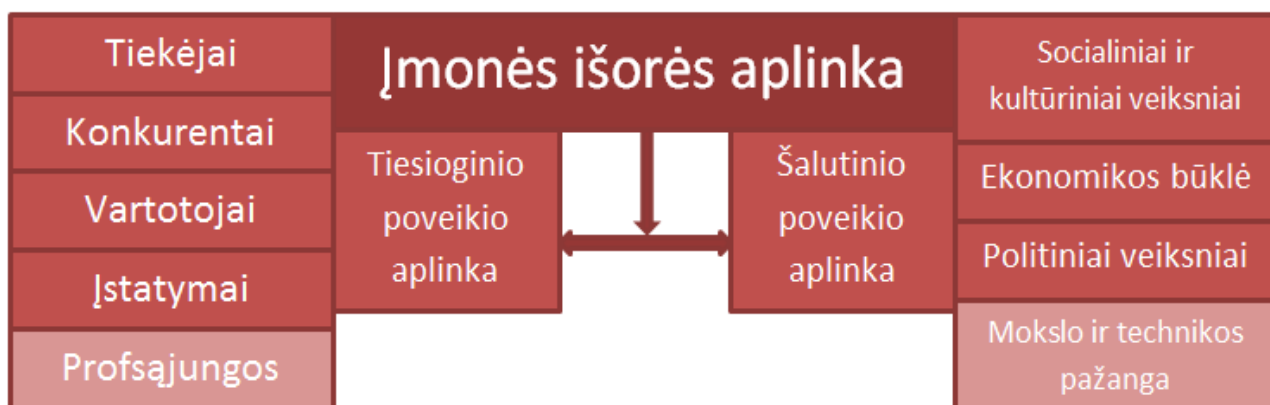 Tiekėjai
Konkurentai
Vartotojai
Įstatymai
Profsąjungos
Įmonės išorės aplinka
Tiesioginio
poveikio
aplinka
Šalutinio
poveikio
aplinka
Socialiniai ir
kultūriniai veiksniai
Ekonomikos būklė
Politiniai veiksniai
Mokslo ir technikos
pažanga